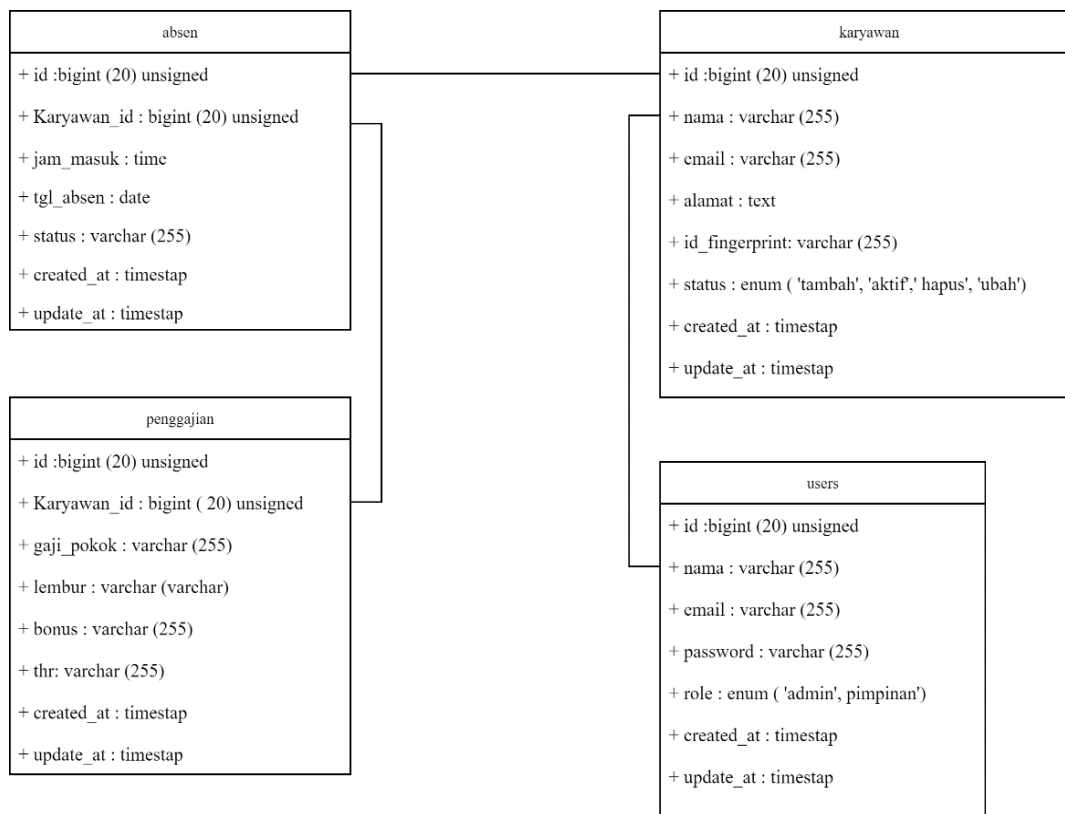 absen
+ id :bigint (20) unsigned
+ Karyawan_id : bigint (20) unsigned
+ jam_masuk : time
+ tgl_absen : date
+ status : varchar (255)
+ created_at : timestap
+ update_at : timestap
karyawan
+ id :bigint (20) unsigned
+ nama : varchar (255)
+ email : varchar (255)
+ alamat : text
+ id_fingerprint: varchar (255)
+ status : enum ( 'tambah', 'aktif',' hapus', 'ubah')
+ created_at : timestap
+ update_at : timestap
penggajian
+ id :bigint (20) unsigned
+ Karyawan_id : bigint ( 20) unsigned
+ gaji_pokok : varchar (255)
+ lembur : varchar (varchar)
+ bonus : varchar (255)
+ thr: varchar (255)
+ created_at : timestap
+ update_at : timestap
users
+ id :bigint (20) unsigned
+ nama : varchar (255)
+ email : varchar (255)
+ password : varchar (255)
+ role : enum ( 'admin', pimpinan')
+ created_at : timestap
+ update_at : timestap